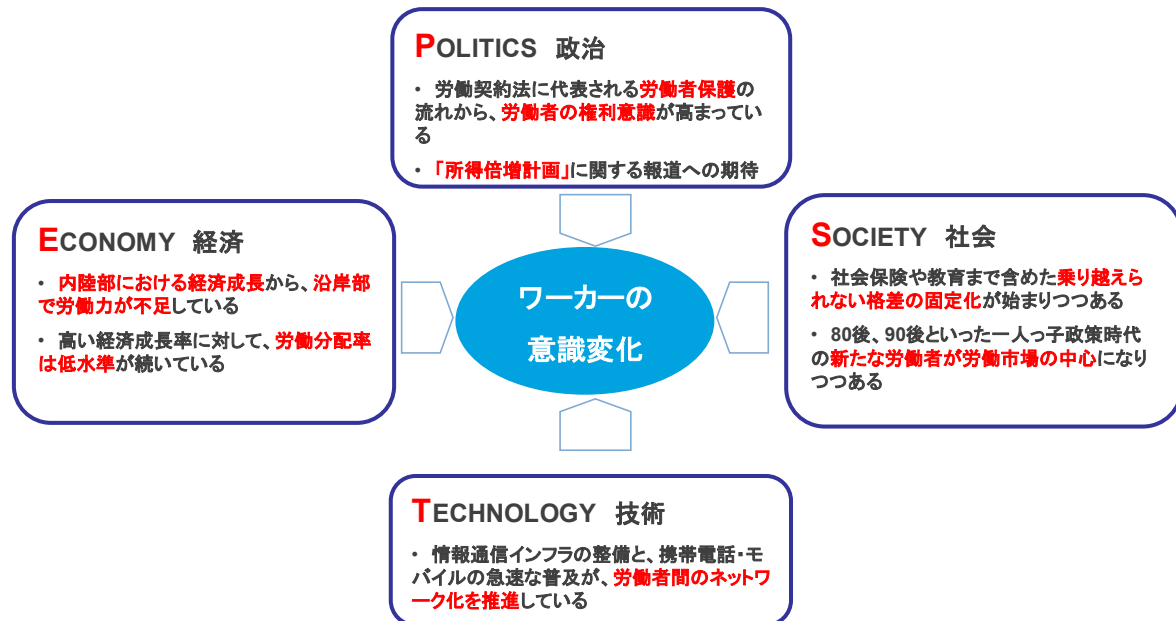 POLITICS 政治
・ 労働契約法に代表される労働者保護の
流れから、労働者の権利意識が高まってい
る
・ 「所得倍増計画」に関する報道への期待
ECONOMY 経済
・ 内陸部における経済成長から、沿岸部
で労働力が不足している
・ 高い経済成長率に対して、労働分配率
は低水準が続いている
ワーカーの
意識変化
SOCIETY 社会
・ 社会保険や教育まで含めた乗り越えら
れない格差の固定化が始まりつつある
・ 80後、90後といった一人っ子政策時代
の新たな労働者が労働市場の中心になり
つつある
TECHNOLOGY 技術
・ 情報通信インフラの整備と、携帯電話・モ
バイルの急速な普及が、労働者間のネットワ
ーク化を推進している